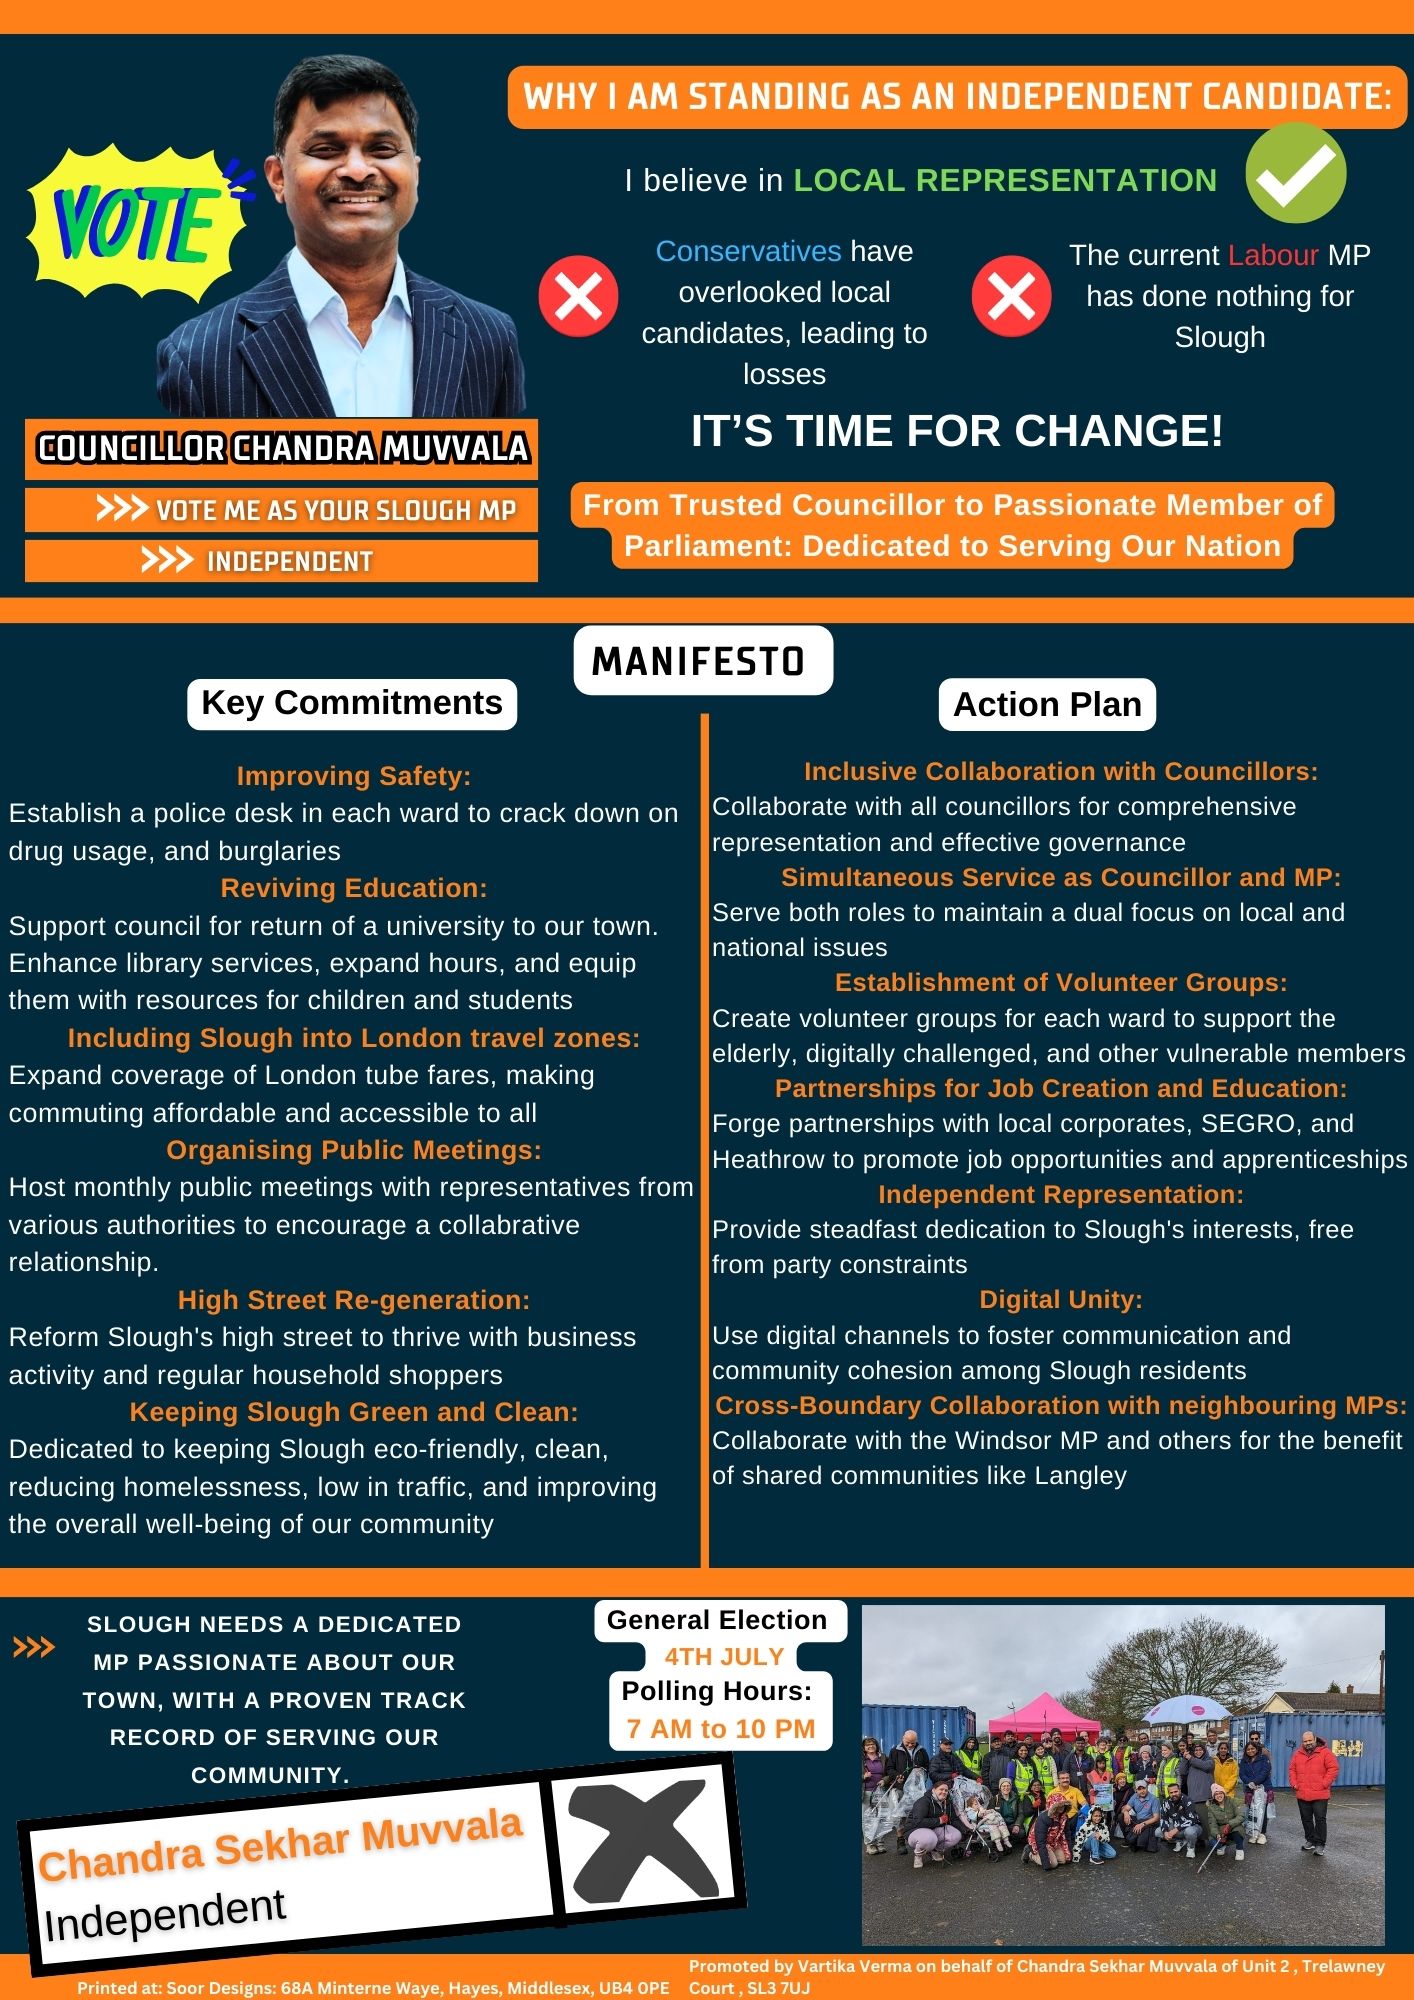 WHY I AM STANDING AS AN INDEPENDENT CANDIDATE:
I believe in LOCAL REPRESENTATION
VOTE
Conservatives have
overlooked local
candidates, leading to
losses
The current Labour MP
has done nothing for
Slough
IT'S TIME FOR CHANGE!
COUNCILLOR CHANDRA MUVVALA
>>> VOTE ME AS YOUR SLOUGH MP
>>> INDEPENDENT
From Trusted Councillor to Passionate Member of
Parliament: Dedicated to Serving Our Nation
MANIFESTO
Key Commitments
Improving Safety:
Establish a police desk in each ward to crack down on
drug usage, and burglaries
Reviving Education:
Support council for return of a university to our town.
Enhance library services, expand hours, and equip
them with resources for children and students
Including Slough into London travel zones:
Expand coverage of London tube fares, making
commuting affordable and accessible to all
Organising Public Meetings:
Host monthly public meetings with representatives from
various authorities to encourage a collabrative
relationship.
High Street Re-generation:
Reform Slough's high street to thrive with business
activity and regular household shoppers
Keeping Slough Green and Clean:
Dedicated to keeping Slough eco-friendly, clean,
reducing homelessness, low in traffic, and improving
the overall well-being of our community
Action Plan
Inclusive Collaboration with Councillors:
Collaborate with all councillors for comprehensive
representation and effective governance
Simultaneous Service as Councillor and MP:
Serve both roles to maintain a dual focus on local and
national issues
Establishment of Volunteer Groups:
Create volunteer groups for each ward to support the
elderly, digitally challenged, and other vulnerable members
Partnerships for Job Creation and Education:
Forge partnerships with local corporates, SEGRO, and
Heathrow to promote job opportunities and apprenticeships
Independent Representation:
Provide steadfast dedication to Slough's interests, free
from party constraints
Digital Unity:
Use digital channels to foster communication and
community cohesion among Slough residents
Cross-Boundary Collaboration with neighbouring MPs:
Collaborate with the Windsor MP and others for the benefit
of shared communities like Langley
>>> SLOUGH NEEDS A DEDICATED
MP PASSIONATE ABOUT OUR
TOWN, WITH A PROVEN TRACK
RECORD OF SERVING OUR
COMMUNITY.
General Election
4TH JULY
Polling Hours:
7 AM to 10 PM
Chandra Sekhar Muvvala
Independent
Printed at: Soor Designs: 68A Minterne Waye, Hayes, Middlesex, UB4 0PE
Promoted by Vartika Verma on behalf of Chandra Sekhar Muvvala of Unit 2 , Trelawney
Court , SL3 7UJ